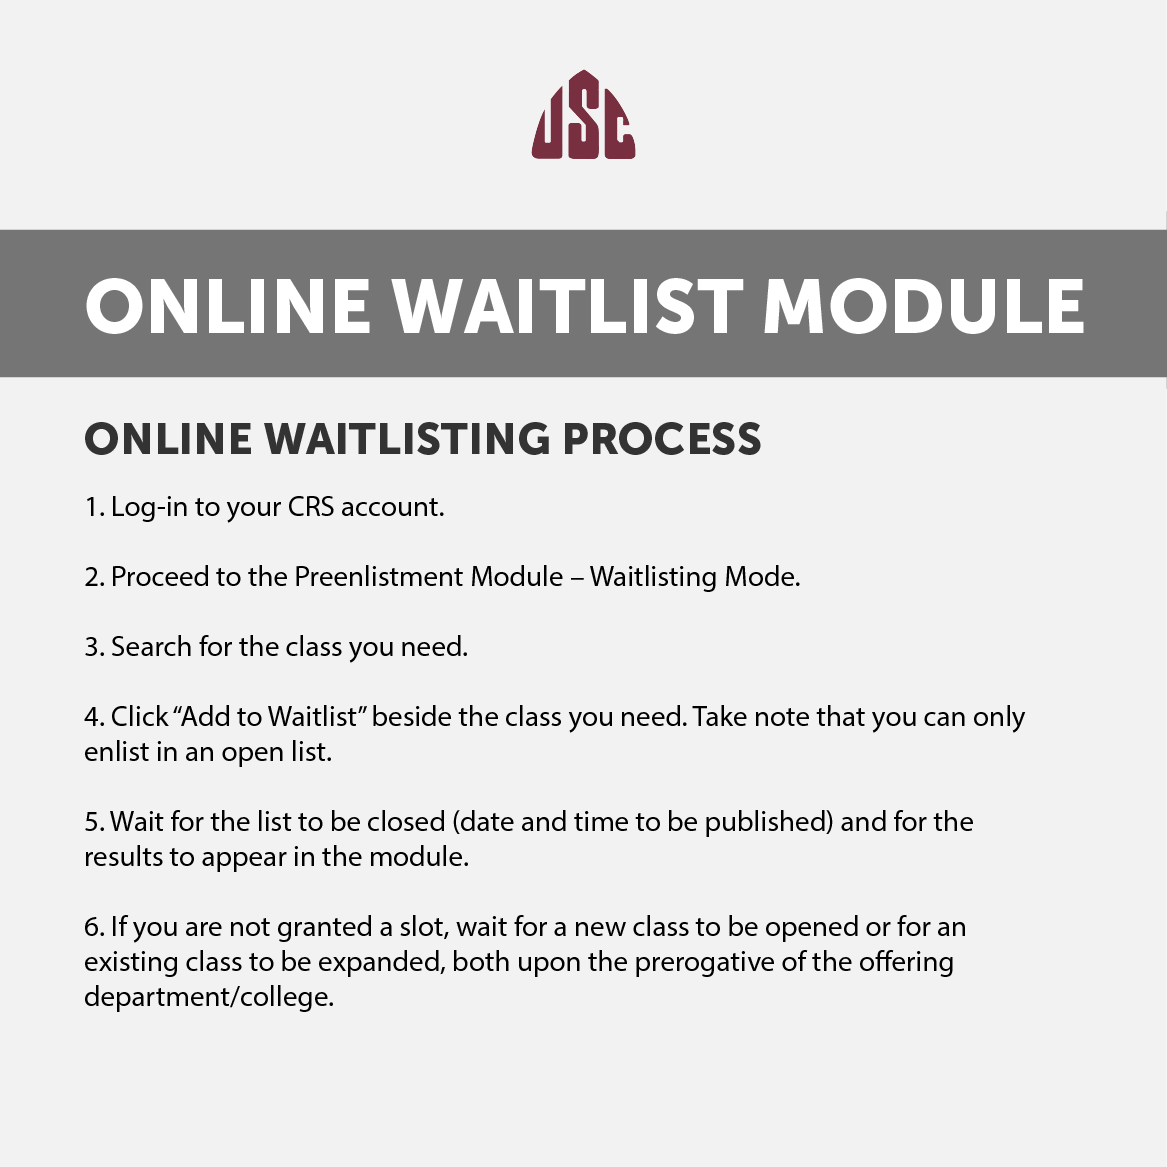 USC
ONLINE WAITLIST MODULE
ONLINE WAITLISTING PROCESS
1. Log-in to your CRS account.
2. Proceed to the Preenlistment Module – Waitlisting Mode.
3. Search for the class you need.
4. Click “Add to Waitlist” beside the class you need. Take note that you can only
enlist in an open list.
5. Wait for the list to be closed (date and time to be published) and for the
results to appear in the module.
6. If you are not granted a slot, wait for a new class to be opened or for an
existing class to be expanded, both upon the prerogative of the offering
department/college.